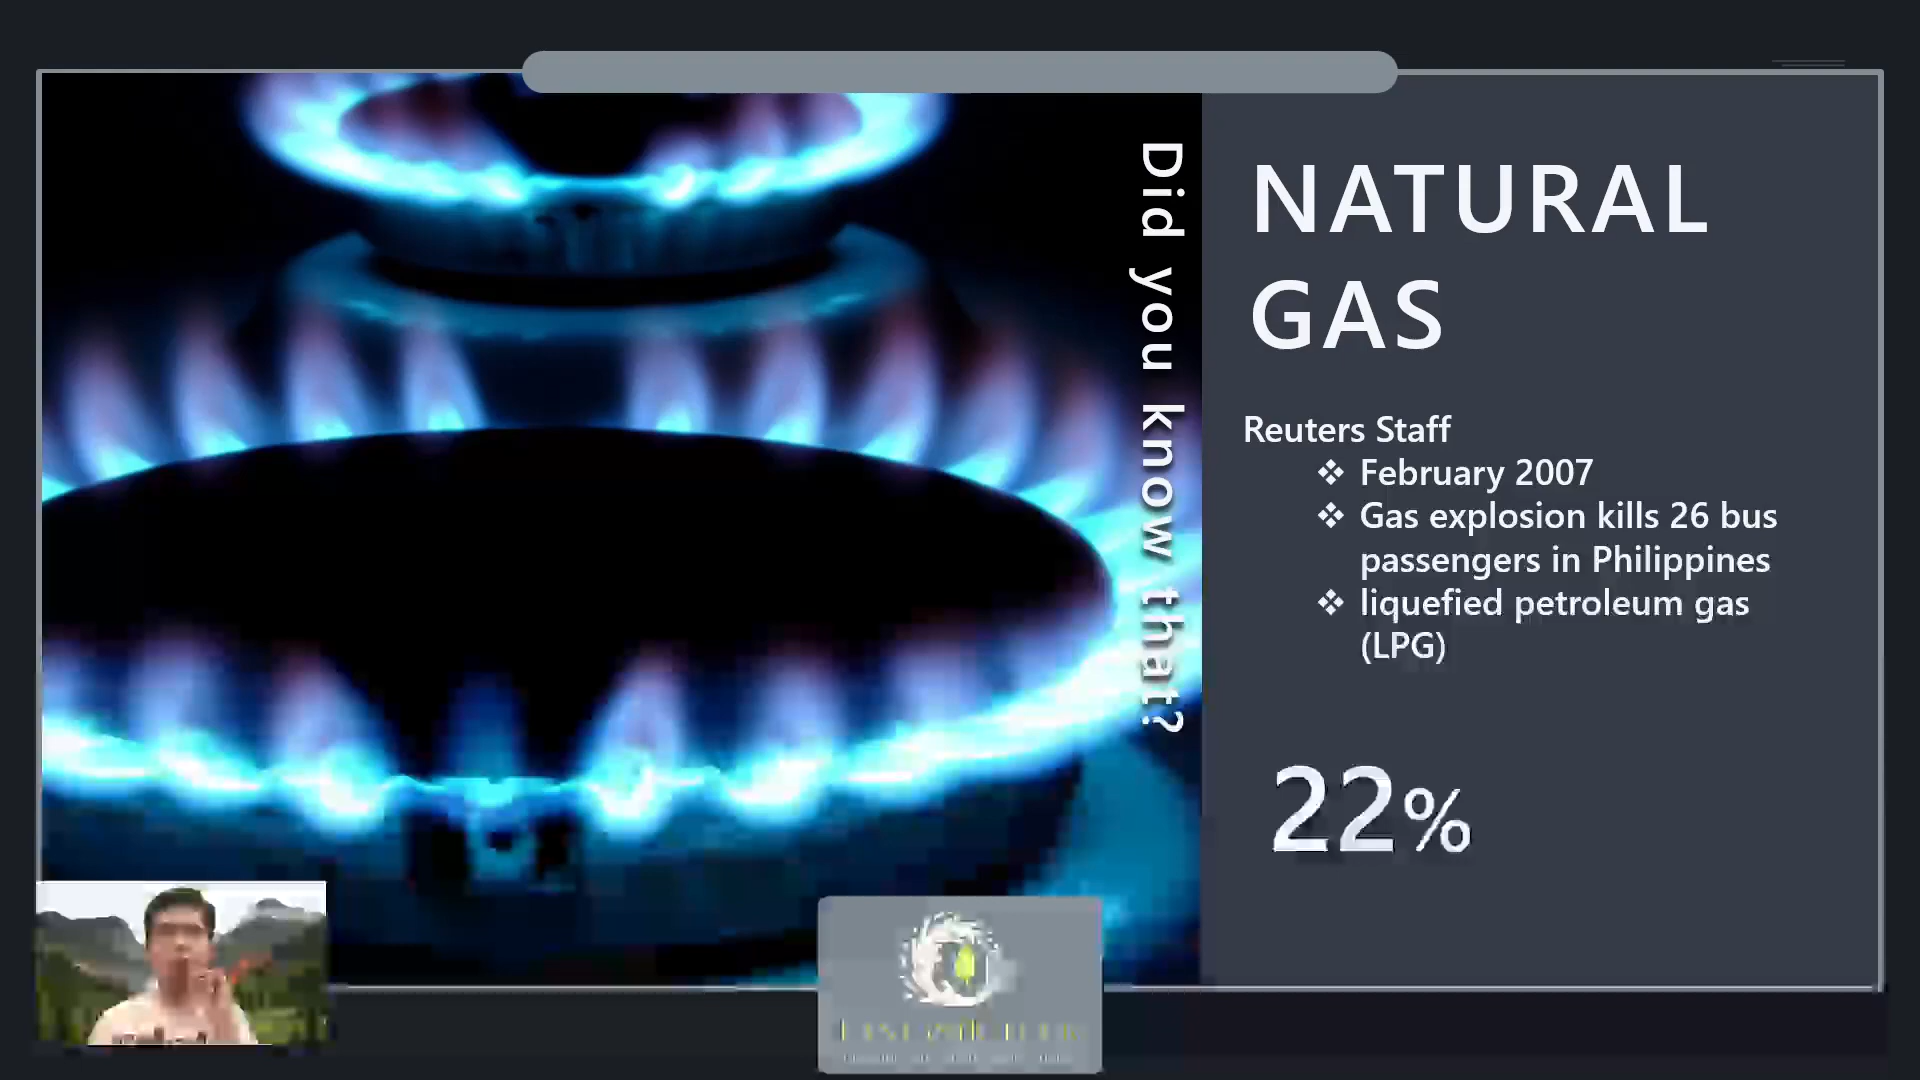 Did you know that?
NATURAL
GAS
Reuters Staff
❖ February 2007
❖ Gas explosion kills 26 bus
passengers in Philippines
❖ liquefied petroleum gas
(LPG)
22%